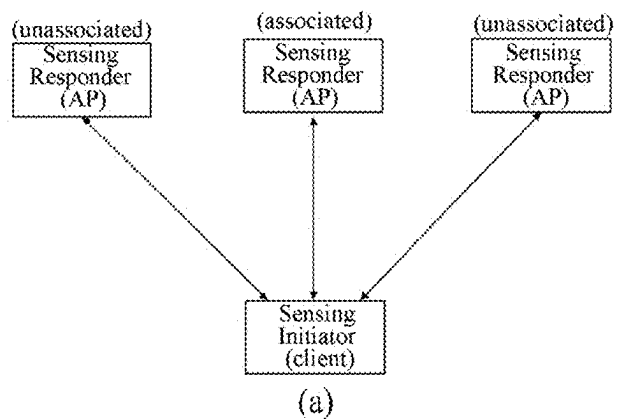 (unassociated)
Sensing
Responder
(AP)
(associated)
Sensing
Responder
(AP)
(unassociated)
Sensing
Responder
(AP)
Sensing
Initiator
(client)
(a)